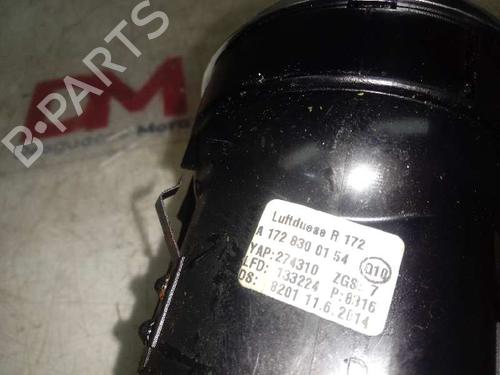 B-PARTS
Luftduese R 172
A 172 830 01 54 Q10
YAP:274310 ZGS: 7
LFD: 133224 P:8316
DS: 8201 11.6.2014